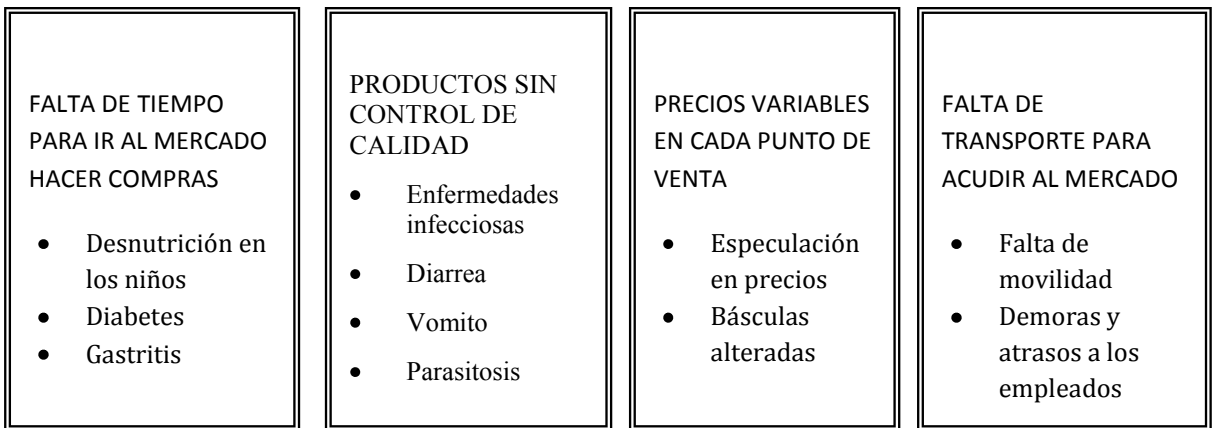 FALTA DE TIEMPO
PARA IR AL MERCADO
HACER COMPRAS
• Desnutrición en
los niños
• Diabetes
• Gastritis
PRODUCTOS SIN
CONTROL DE
CALIDAD
• Enfermedades
infecciosas
• Diarrea
• Vomito
• Parasitosis
PRECIOS VARIABLES
EN CADA PUNTO DE
VENTA
• Especulación
en precios
• Básculas
alteradas
FALTA DE
TRANSPORTE PARA
ACUDIR AL MERCADO
• Falta de
movilidad
• Demoras y
atrasos a los
empleados